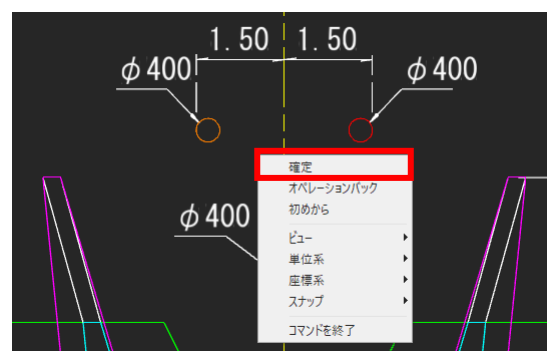 1.50 1.50
φ400 φ400
φ400
確定
オペレーションバック
初めから
ビュー
単位系
座標系
スナップ
コマンドを終了